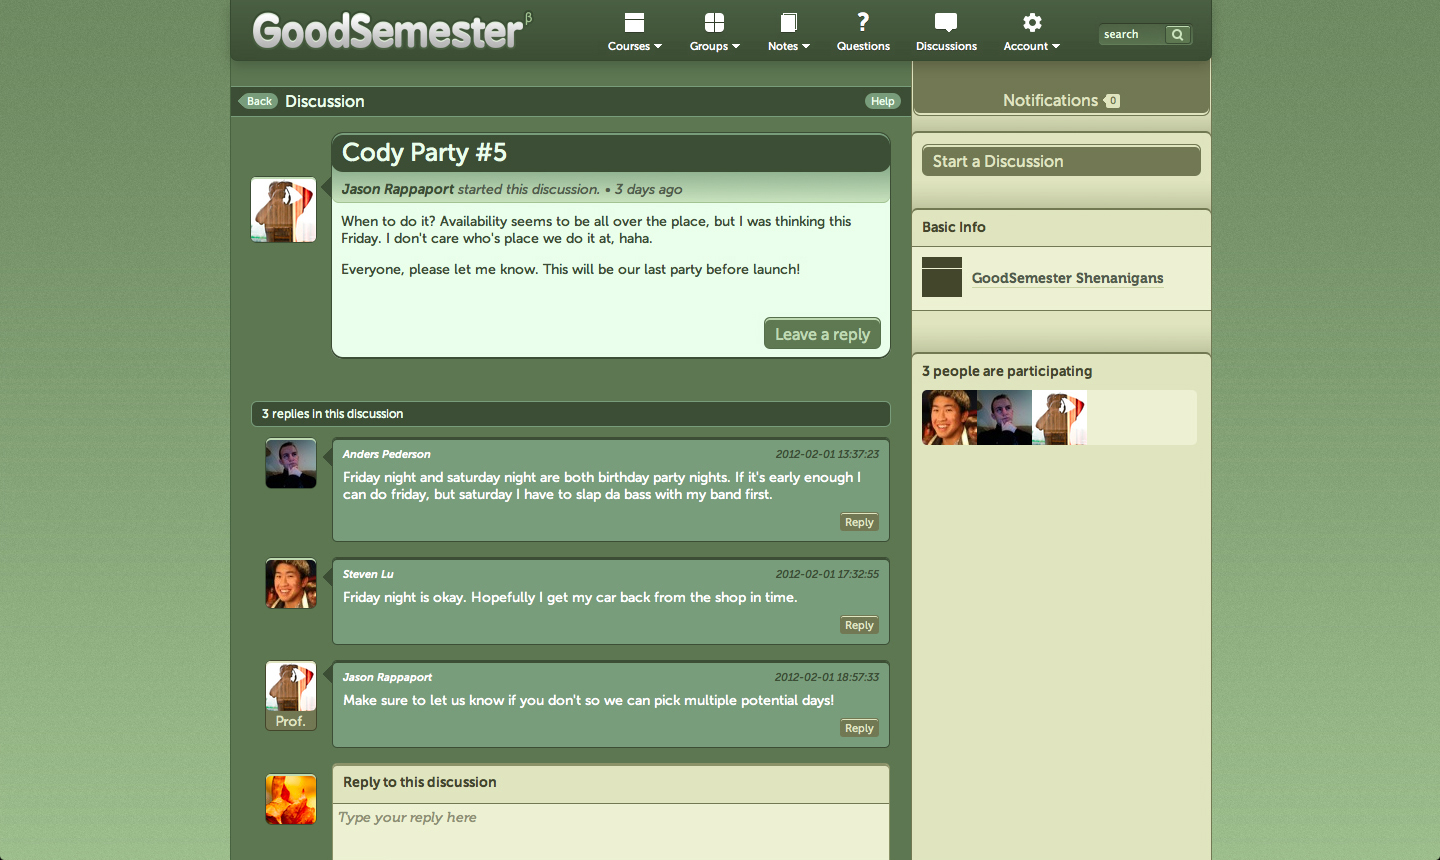 GoodSemester β
Courses
Groups
Notes
?
Questions
Discussions
Account
search
Back
Discussion
Help
Notifications 0
Cody Party #5
Jason Rappaport started this discussion. • 3 days ago
When to do it? Availability seems to be all over the place, but I was thinking this
Friday. I don't care who's place we do it at, haha.
Everyone, please let me know. This will be our last party before launch!
Leave a reply
Start a Discussion
Basic Info
GoodSemester Shenanigans
3 people are participating
3 replies in this discussion
Anders Pederson
2012-02-01 13:37:23
Friday night and saturday night are both birthday party nights. If it's early enough I
can do friday, but saturday I have to slap da bass with my band first.
Reply
Steven Lu
2012-02-01 17:32:55
Friday night is okay. Hopefully I get my car back from the shop in time.
Reply
Jason Rappaport
2012-02-01 18:57:33
Make sure to let us know if you don't so we can pick multiple potential days!
Prof.
Reply
Reply to this discussion
Type your reply here